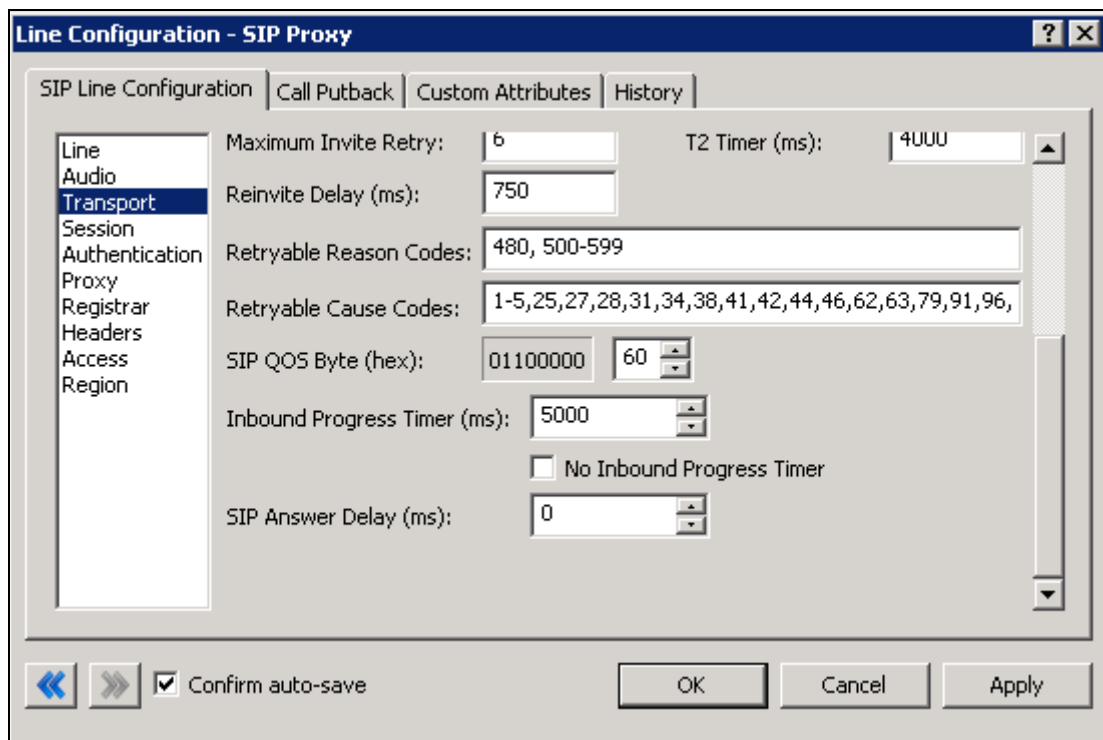 Line Configuration - SIP Proxy
SIP Line Configuration
Call Putback
Custom Attributes
History
Line
Audio
Transport
Session
Authentication
Proxy
Registrar
Headers
Access
Region
Maximum Invite Retry: 6 T2 Timer (ms): 4000
Reinvite Delay (ms): 750
Retryable Reason Codes: 480, 500-599
Retryable Cause Codes: 1-5,25,27,28,31,34,38,41,42,44,46,62,63,79,91,96,
SIP QOS Byte (hex): 01100000 60
Inbound Progress Timer (ms): 5000
No Inbound Progress Timer
SIP Answer Delay (ms): 0
Confirm auto-save
OK
Cancel
Apply